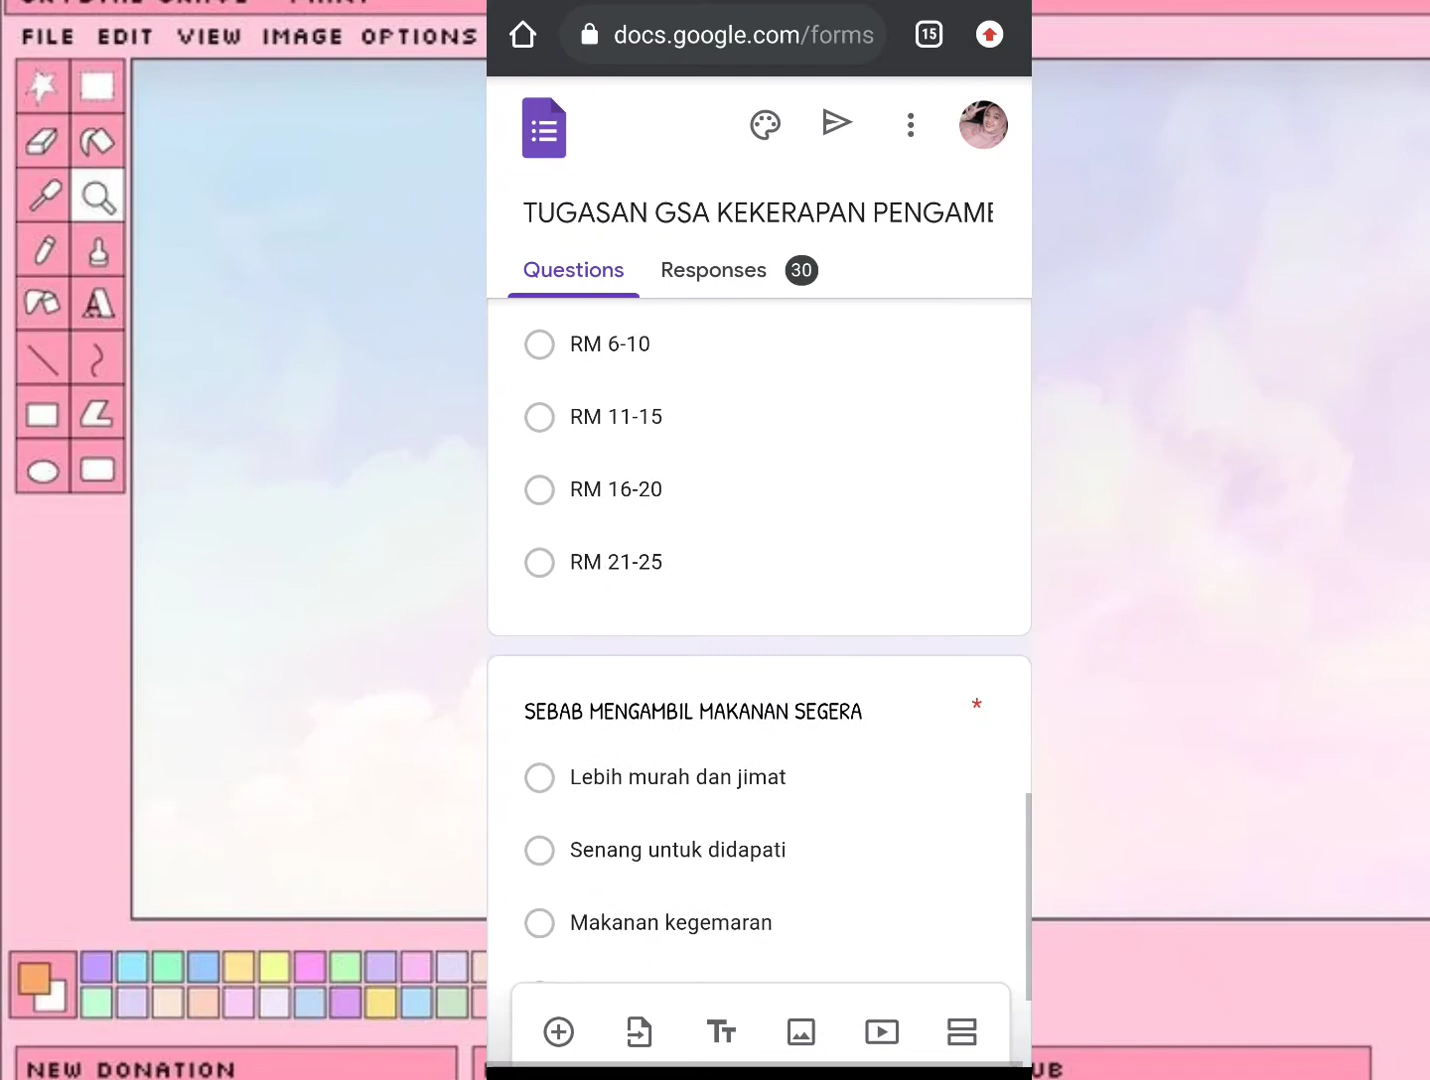 FILE EDIT VIEW IMAGE OPTIONS
docs.google.com/forms
15
TUGASAN GSA KEKERAPAN PENGAME
Questions
Responses 30
RM 6-10
RM 11-15
RM 16-20
RM 21-25
SEBAB MENGAMBIL MAKANAN SEGERA *
Lebih murah dan jimat
Senang untuk didapati
Makanan kegemaran
NEW DONATION
UB